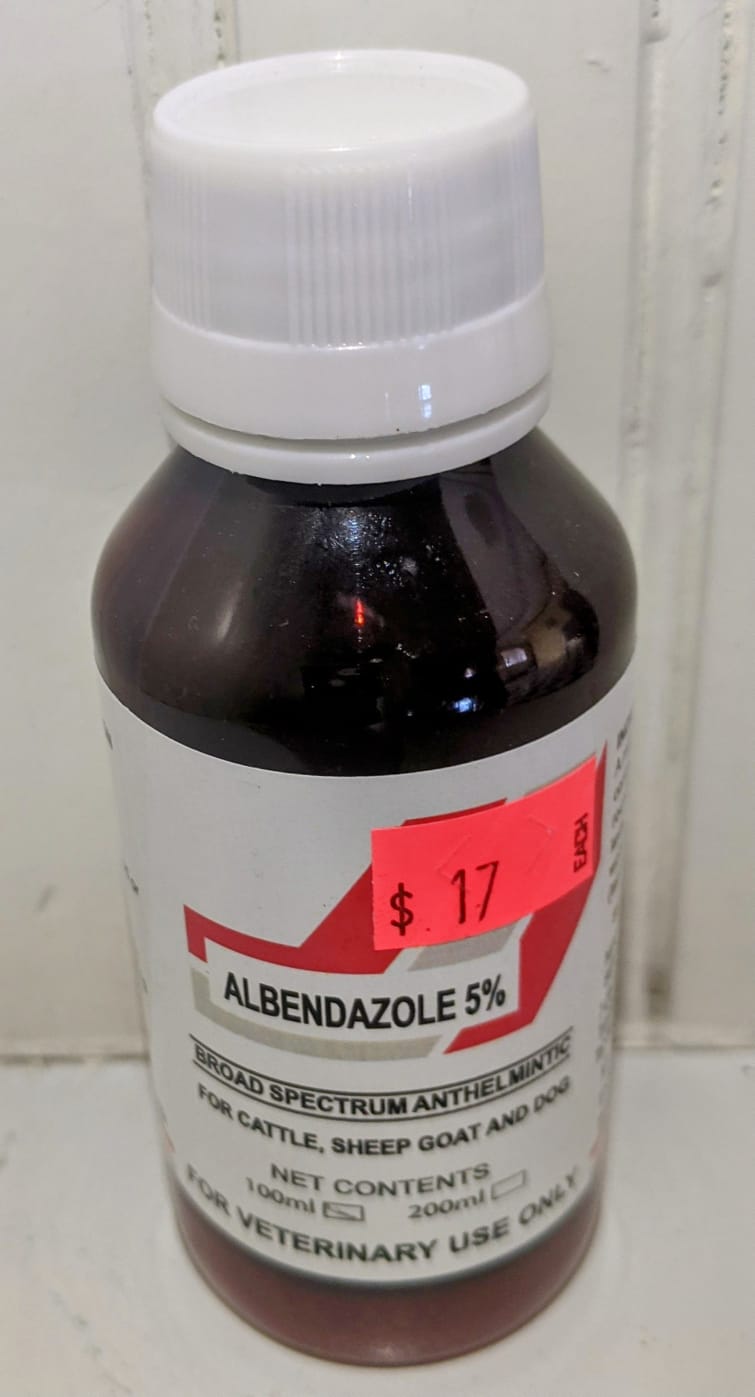 $ 17 EACH
ALBENDAZOLE 5%
BROAD SPECTRUM ANTHELMINTIC
FOR CATTLE, SHEEP GOAT AND DOG
NET CONTENTS
100ml 200ml
FOR VETERINARY USE ONLY